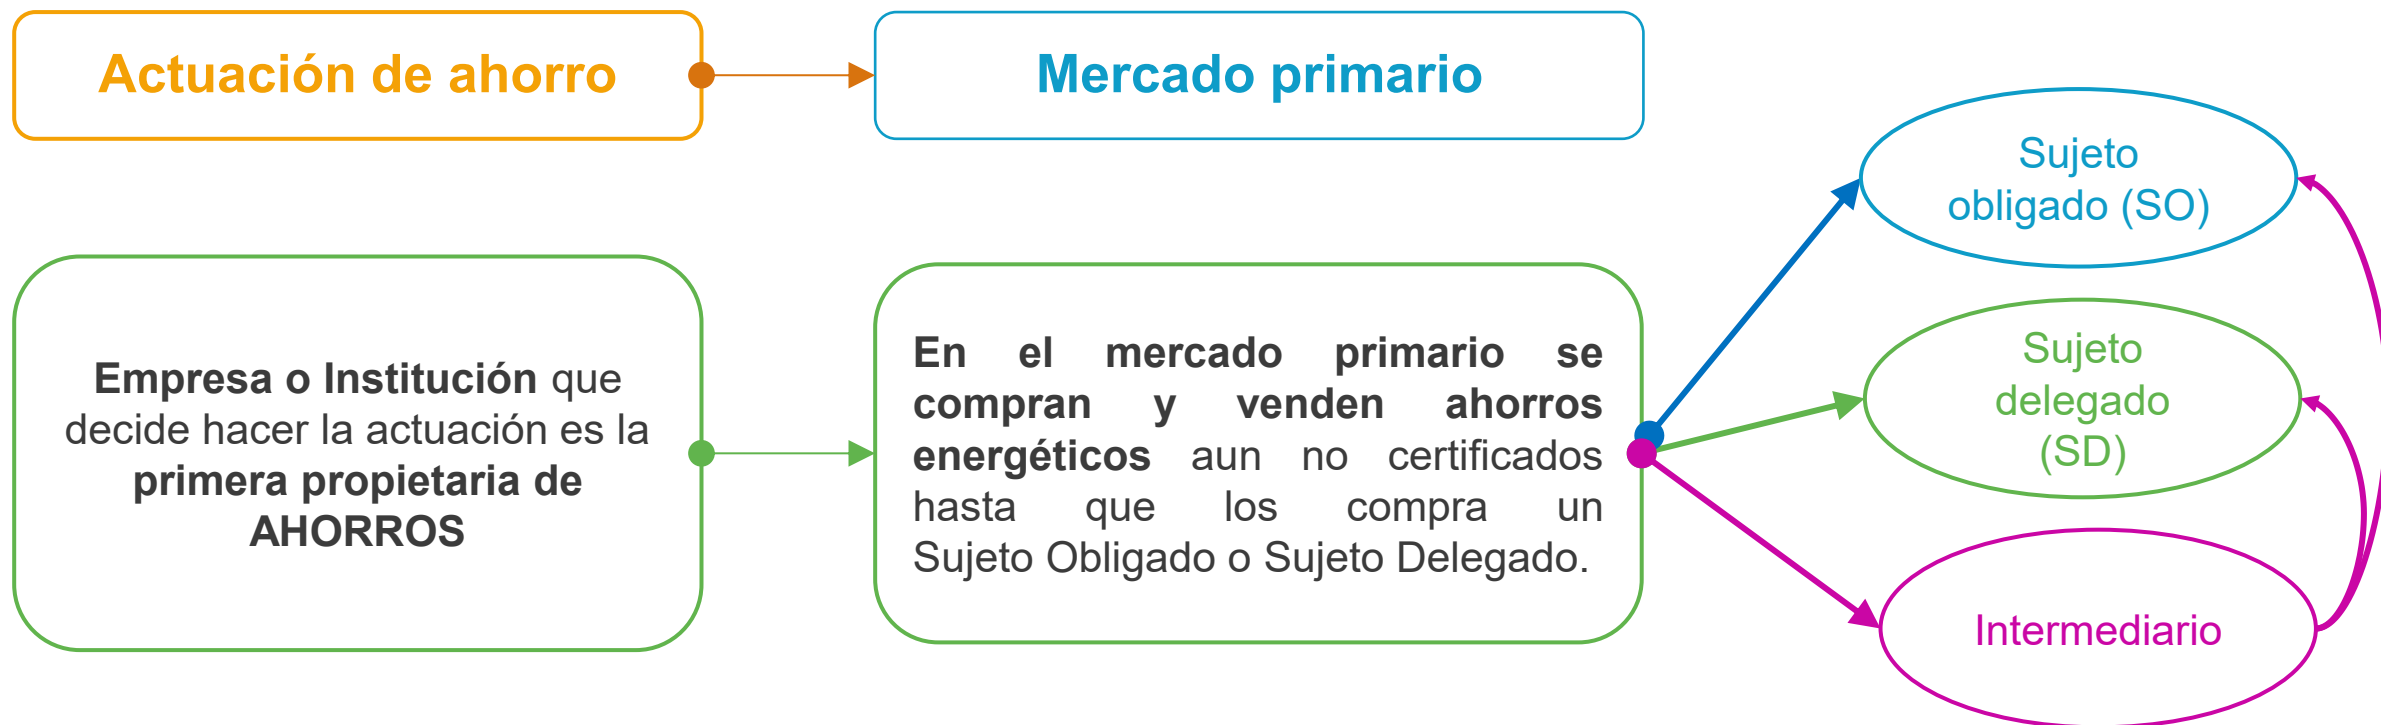 Actuación de ahorro
Mercado primario
Empresa o Institución que
decide hacer la actuación es la
primera propietaria de
AHORROS
En el mercado primario se
compran y venden ahorros
energéticos aun no certificados
hasta que los compra un
Sujeto Obligado o Sujeto Delegado.
Sujeto
obligado (SO)
Sujeto
delegado
(SD)
Intermediario